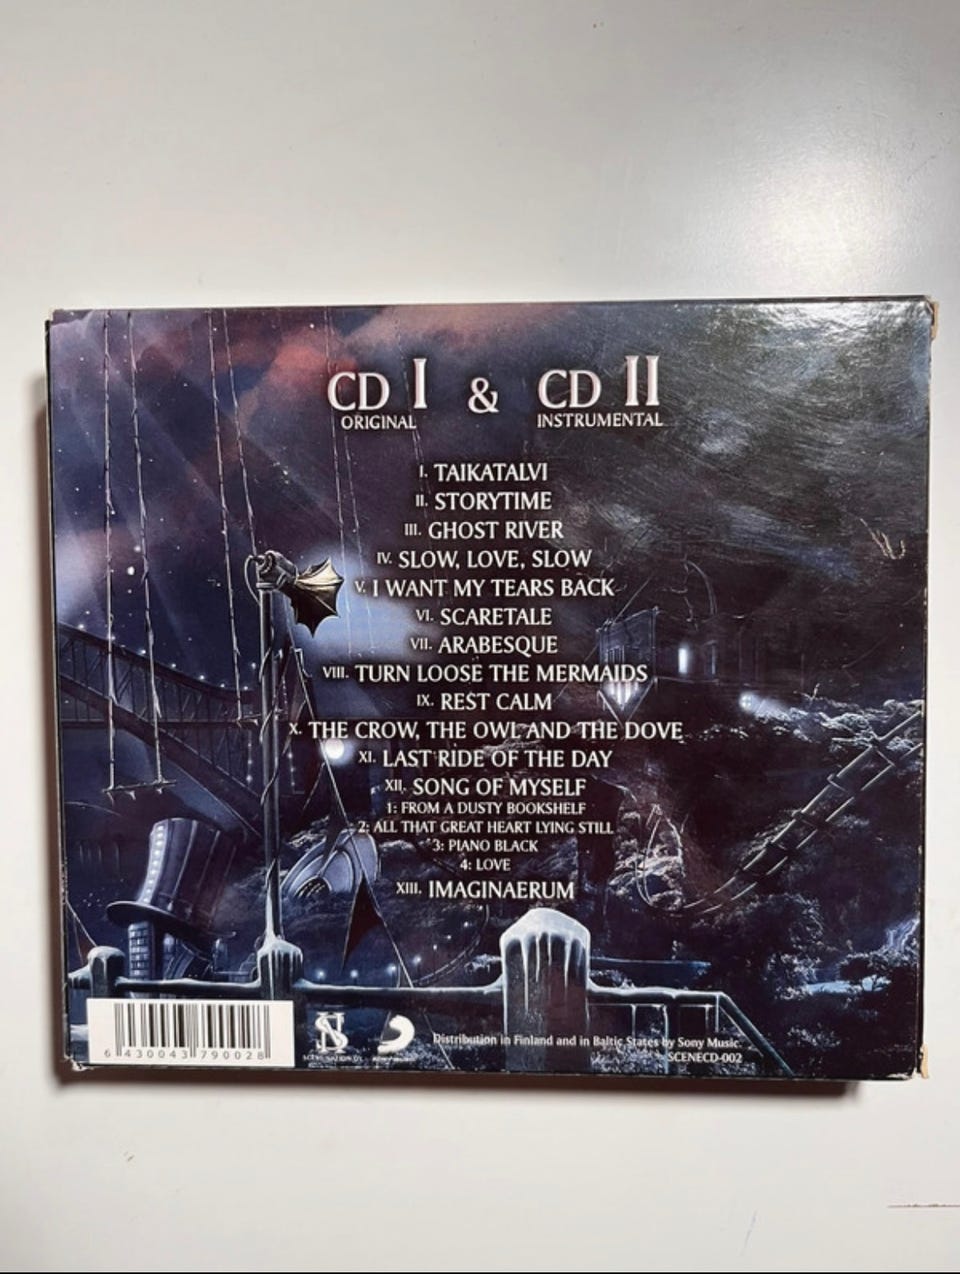 CD I & CD II
ORIGINAL INSTRUMENTAL
I. TAIKATALVI
II. STORYTIME
III. GHOST RIVER
IV. SLOW, LOVE, SLOW
V. I WANT MY TEARS BACK
VI. SCARETALE
VII. ARABESQUE
VIII. TURN LOOSE THE MERMAIDS
IX. REST CALM
X. THE CROW, THE OWL AND THE DOVE
XI. LAST RIDE OF THE DAY
XII. SONG OF MYSELF
1: FROM A DUSTY BOOKSHELF
2: ALL THAT GREAT HEART LYING STILL
3: PIANO BLACK
4: LOVE
XIII. IMAGINAERUM
Distribution in Finland and in Baltic States by Sony Music.
SCENECD-002
6 430043 790028
SCENE NATION OY